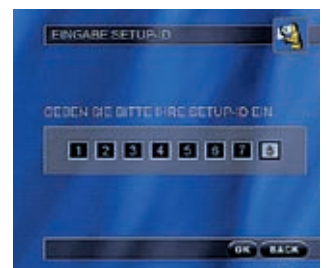 EINGABE SETUP-ID
GEBEN SIE BITTE IHRE SETUP-ID EIN
1 2 3 4 5 6 7 8
OK BACK